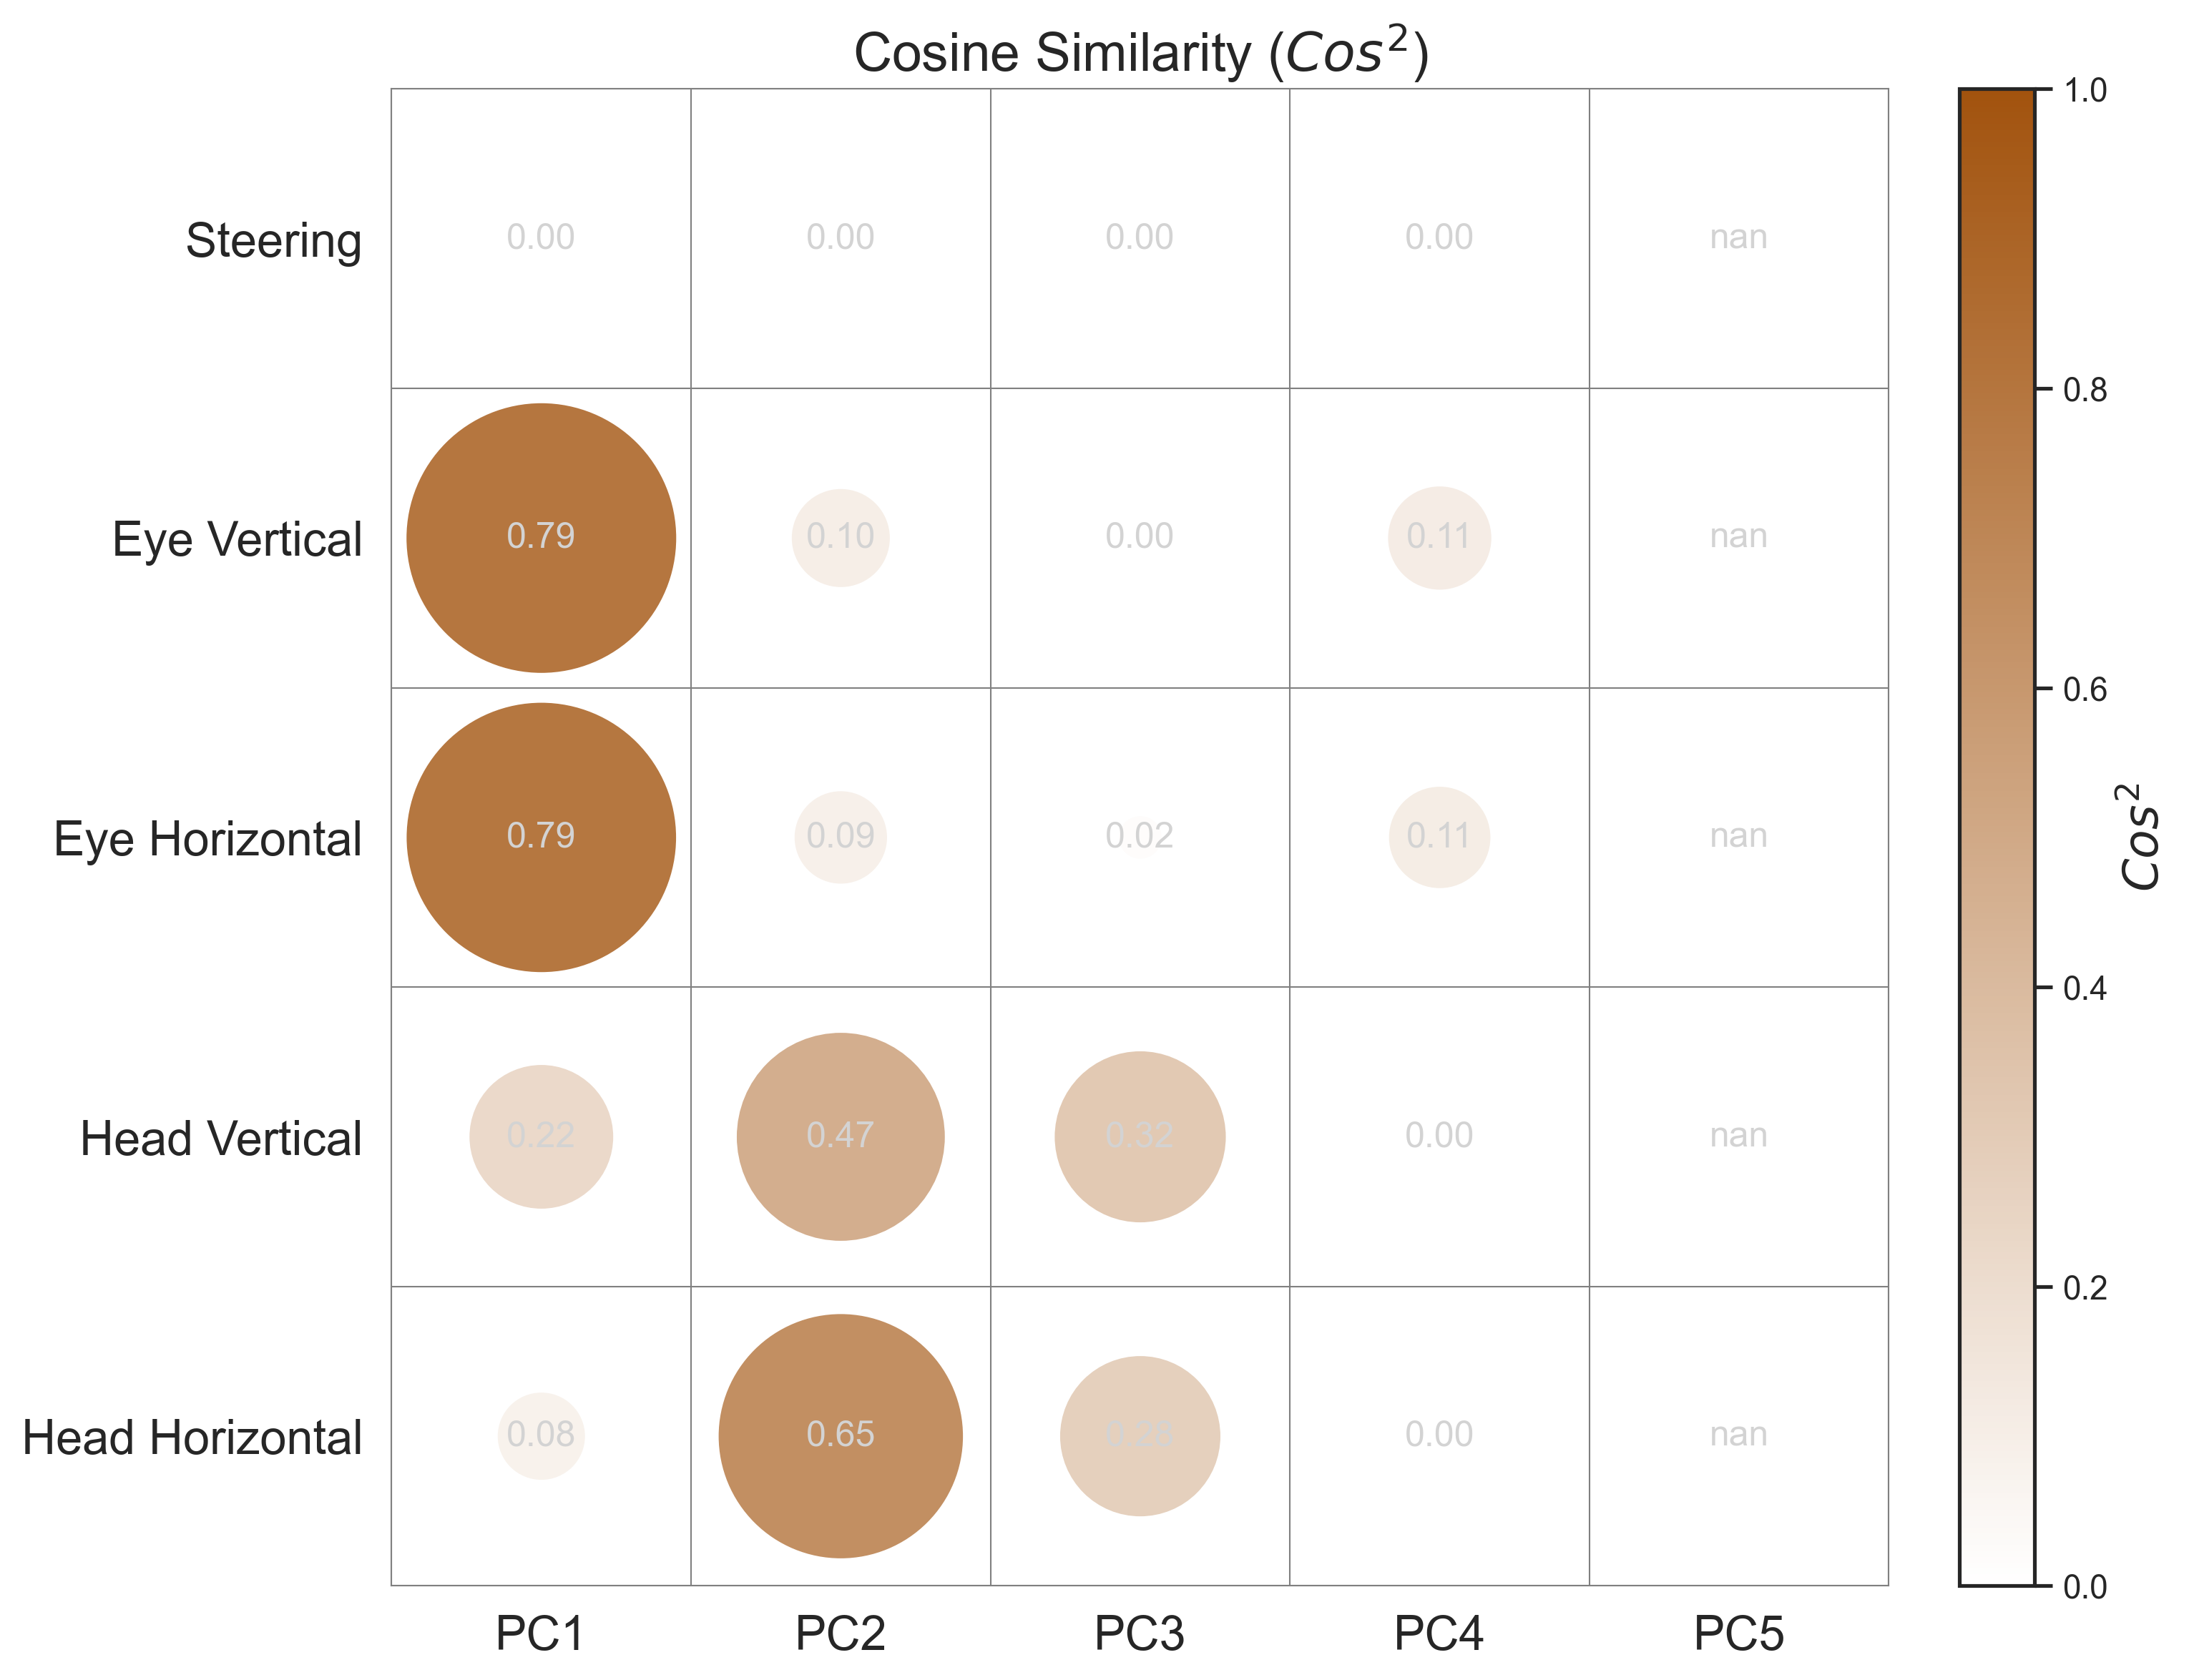 Cosine Similarity (Cos²)
Steering 0.00 0.00 0.00 0.00 nan
Eye Vertical 0.79 0.10 0.00 0.11 nan
Eye Horizontal 0.79 0.09 0.02 0.11 nan
Head Vertical 0.22 0.47 0.32 0.00 nan
Head Horizontal 0.08 0.65 0.28 0.00 nan
PC1 PC2 PC3 PC4 PC5
1.0
0.8
0.6
0.4
0.2
0.0
Cos²